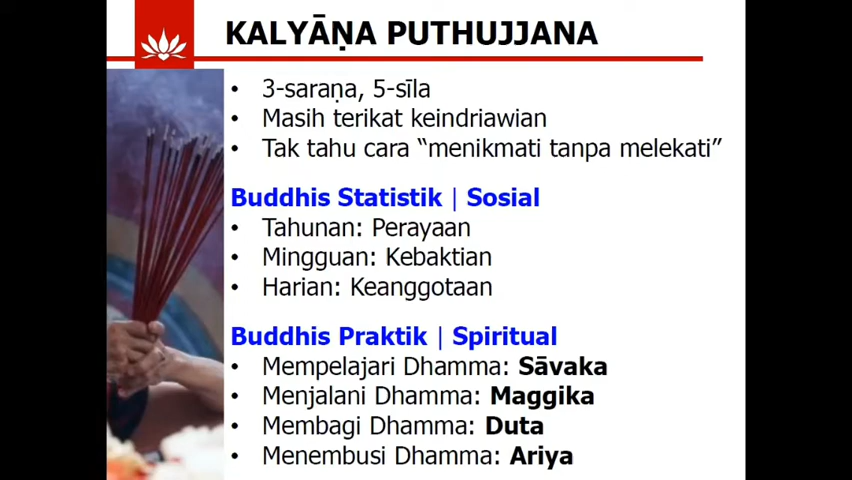 KALYĀṆA PUTHUJJANA
• 3-saraṇa, 5-sīla
• Masih terikat keindriawian
• Tak tahu cara “menikmati tanpa melekati”
Buddhis Statistik | Sosial
• Tahunan: Perayaan
• Mingguan: Kebaktian
• Harian: Keanggotaan
Buddhis Praktik | Spiritual
• Mempelajari Dhamma: Sāvaka
• Menjalani Dhamma: Maggika
• Membagi Dhamma: Duta
• Menembusi Dhamma: Ariya